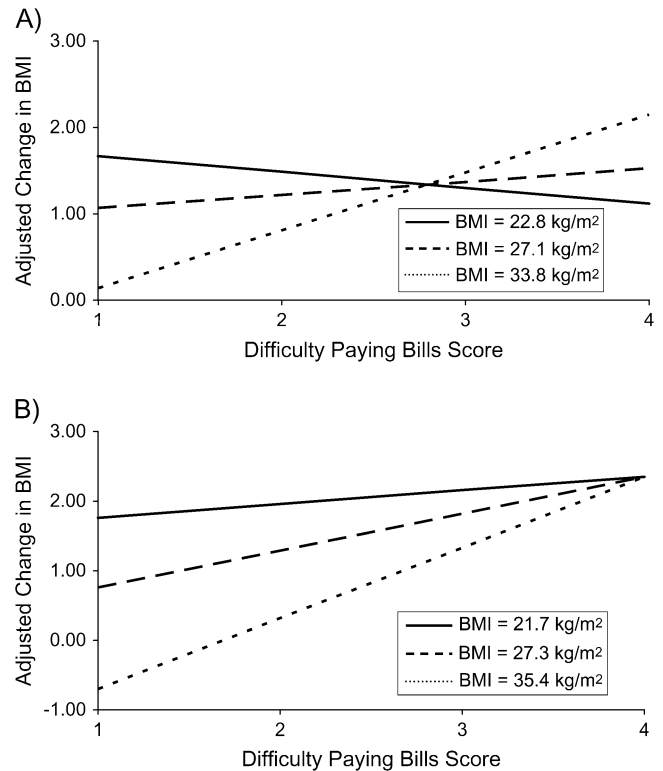 A)
3.00
2.00
1.00
0.00
Adjusted Change in BMI
BMI = 22.8 kg/m²
BMI = 27.1 kg/m²
BMI = 33.8 kg/m²
1 2 3 4
Difficulty Paying Bills Score
B)
3.00
2.00
1.00
0.00
-1.00
Adjusted Change in BMI
BMI = 21.7 kg/m²
BMI = 27.3 kg/m²
BMI = 35.4 kg/m²
1 2 3 4
Difficulty Paying Bills Score